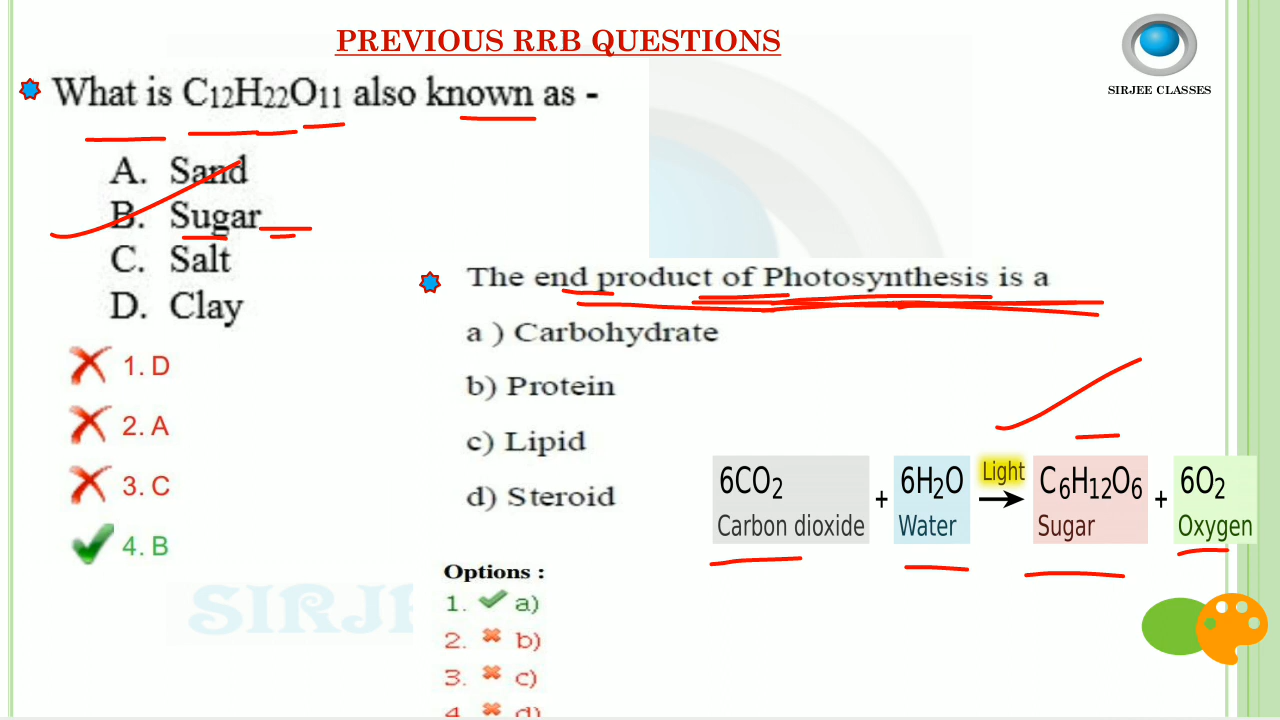 PREVIOUS RRB QUESTIONS
SIRJEE CLASSES
What is C₁₂H₂₂O₁₁ also known as -
A. Sand
B. Sugar
C. Salt
D. Clay
1. D
2. A
3. C
4. B
The end product of Photosynthesis is a
a ) Carbohydrate
b) Protein
c) Lipid
d) Steroid
6CO₂ + 6H₂O Light → C₆H₁₂O₆ + 6O₂
Carbon dioxide Water Sugar Oxygen
Options :
1. a)
2. b)
3. c)
4. d)
SIRJE